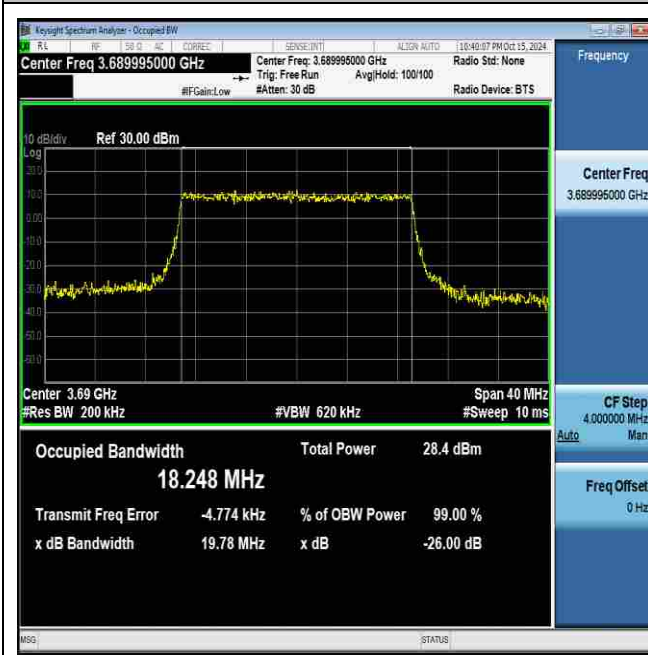 Keysight Spectrum Analyzer - Occupied BW
RL RF 50 Ω AC CORREC SENSE:INT ALIGN AUTO 10:40:07 PM Oct 15, 2024
Center Freq 3.689995000 GHz
Center Freq: 3.689995000 GHz
Radio Std: None
Trig: Free Run Avg|Hold: 100/100
#IFGain:Low
#Atten: 30 dB
Radio Device: BTS
10 dB/div Ref 30.00 dBm
Log
20.0
10.0
0.00
-10.0
-20.0
-30.0
-40.0
-50.0
-60.0
Center 3.69 GHz Span 40 MHz
#Res BW 200 kHz #VBW 620 kHz #Sweep 10 ms
Occupied Bandwidth Total Power 28.4 dBm
18.248 MHz
Transmit Freq Error -4.774 kHz % of OBW Power 99.00 %
x dB Bandwidth 19.78 MHz x dB -26.00 dB
MSG STATUS
Frequency
Center Freq
3.689995000 GHz
CF Step
4.000000 MHz
Auto Man
Freq Offset
0 Hz